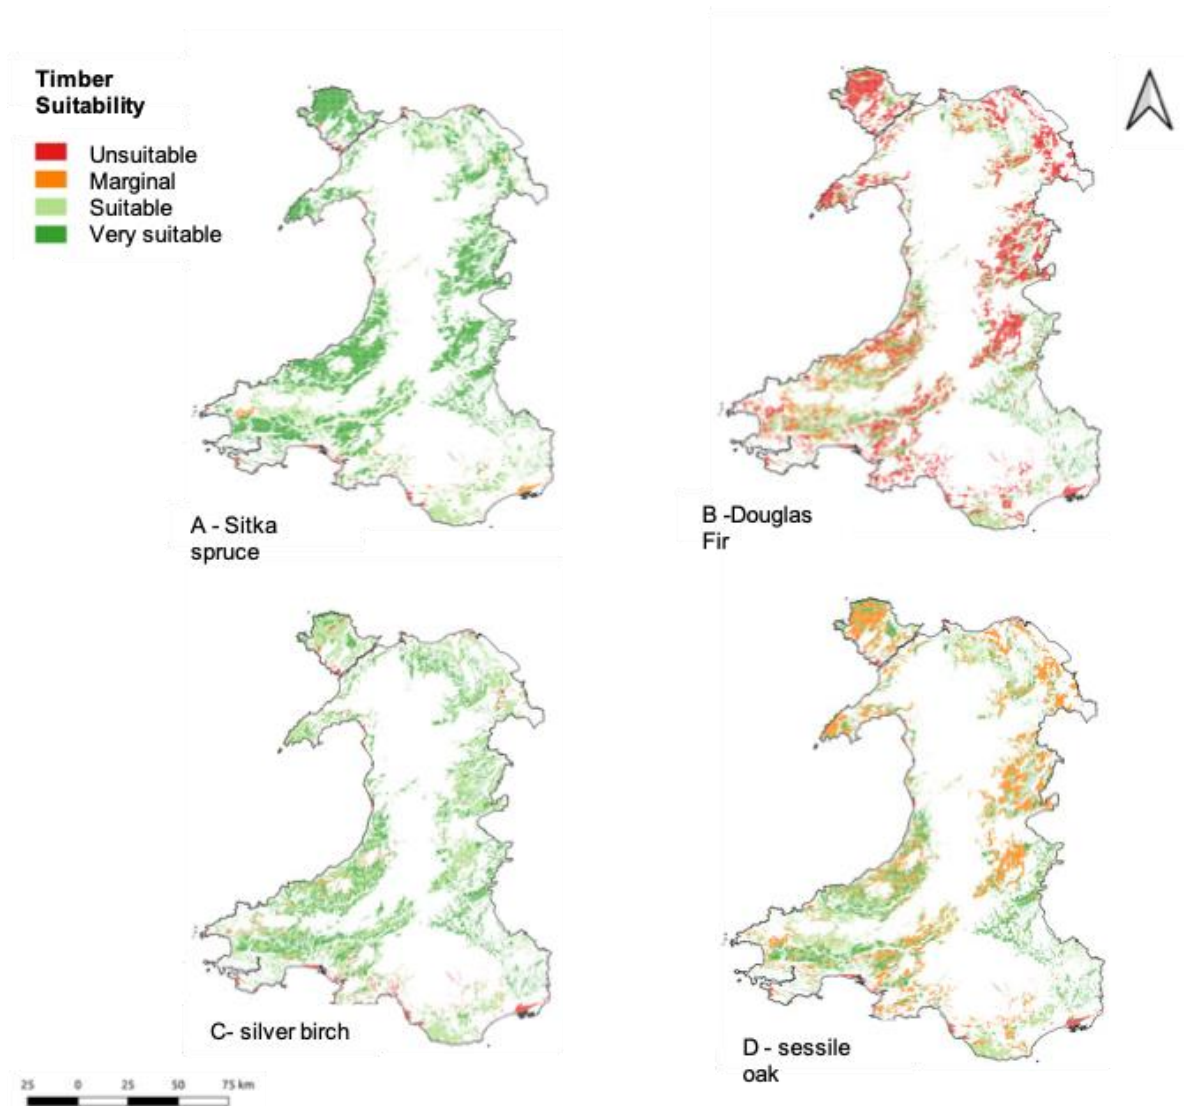 Timber
Suitability
Unsuitable
Marginal
Suitable
Very suitable
A - Sitka
spruce
B -Douglas
Fir
C- silver birch
D - sessile
oak
25 0 25 50 75 km